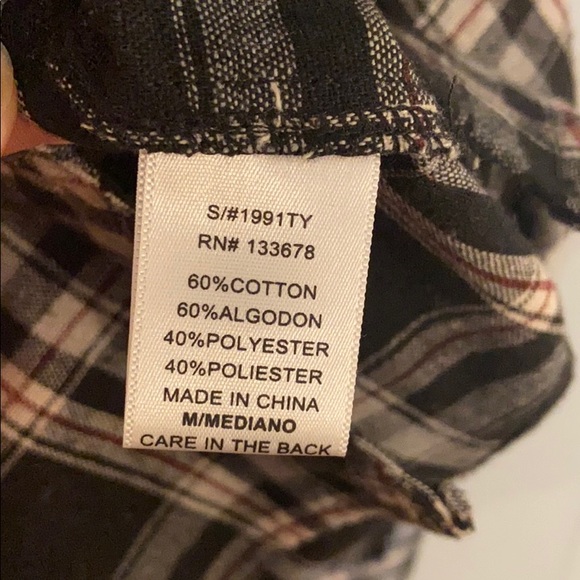 S/#1991TY
RN# 133678
60%COTTON
60%ALGODON
40%POLYESTER
40%POLIESTER
MADE IN CHINA
M/MEDIANO
CARE IN THE BACK